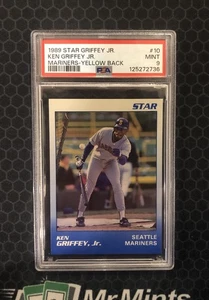 1989 STAR GRIFFEY JR. #10
KEN GRIFFEY JR. MINT
MARINERS-YELLOW BACK 9
PSA 125272736
STAR
KEN SEATTLE
GRIFFEY, Jr. MARINERS
MrMints